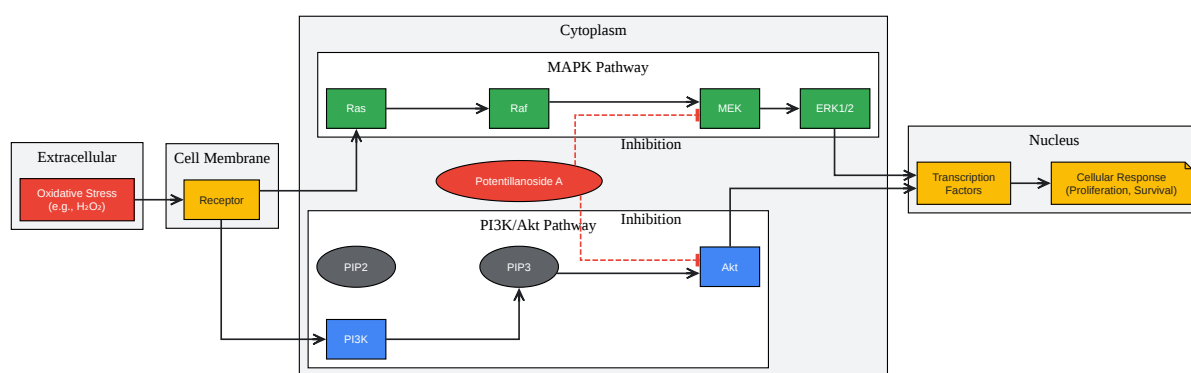 Cytoplasm
MAPK Pathway
Ras
Raf
MEK
ERK1/2
Inhibition
Extracellular
Oxidative Stress
(e.g., H₂O₂)
Cell Membrane
Receptor
Potentillanoside A
Nucleus
Transcription
Factors
Cellular Response
(Proliferation, Survival)
Inhibition
PI3K/Akt Pathway
PIP2
PIP3
Akt
PI3K